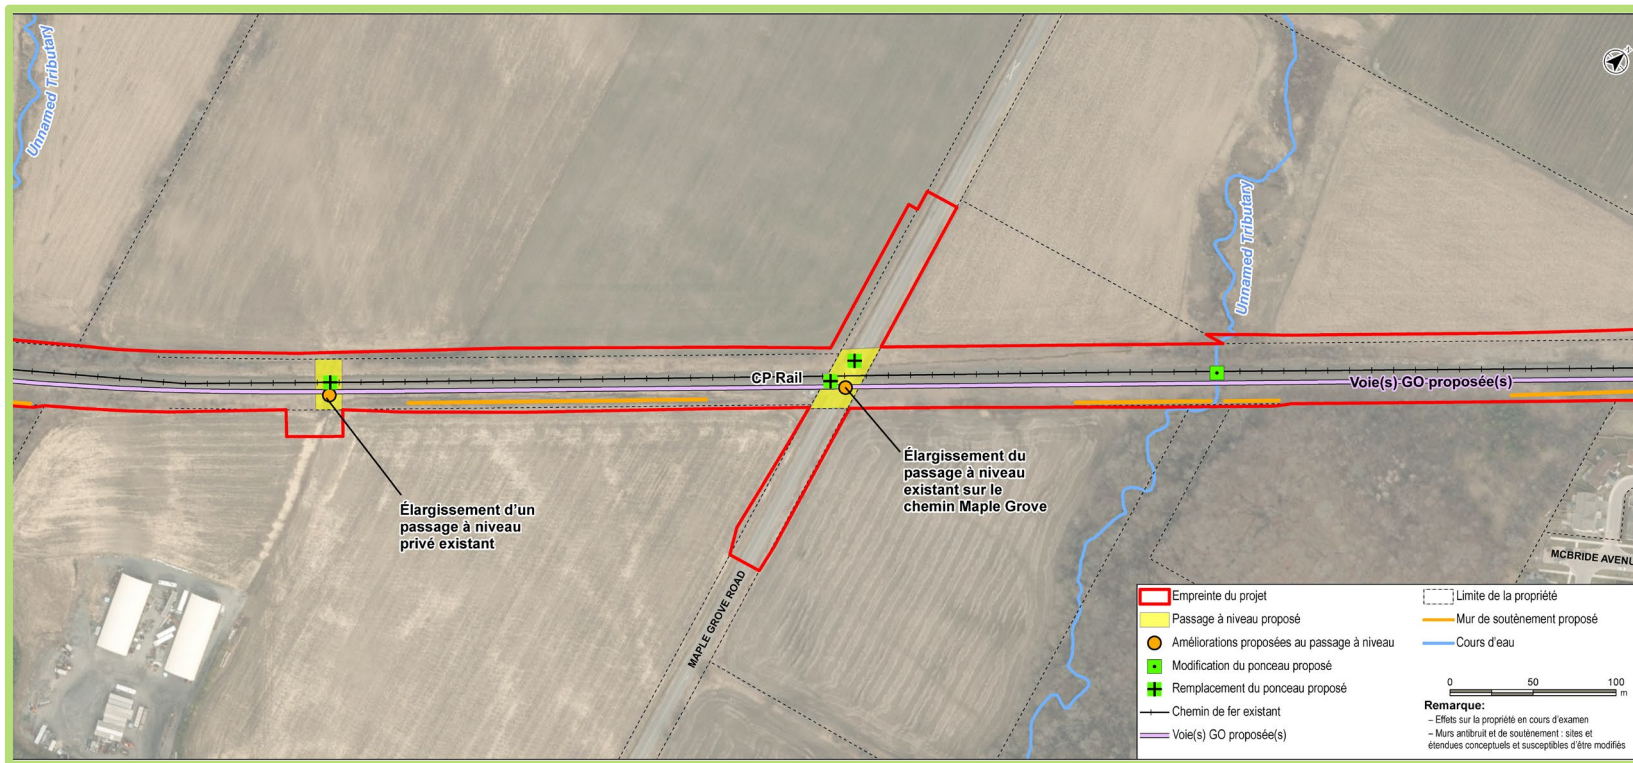 Unnamed Tributary
Unnamed Tributary
CP Rail
Voie(s) GO proposée(s)
Élargissement d'un
passage à niveau
privé existant
Élargissement du
passage à niveau
existant sur le
chemin Maple Grove
MAPLE GROVE ROAD
MCBRIDE AVENU
Empreinte du projet
Passage à niveau proposé
Améliorations proposées au passage à niveau
Modification du ponceau proposé
Remplacement du ponceau proposé
Chemin de fer existant
Voie(s) GO proposée(s)
Limite de la propriété
Mur de soutènement proposé
Cours d'eau
0 50 100
m
Remarque:
– Effets sur la propriété en cours d'examen
– Murs antibruit et de soutènement : sites et
étendues conceptuels et susceptibles d'être modifiés